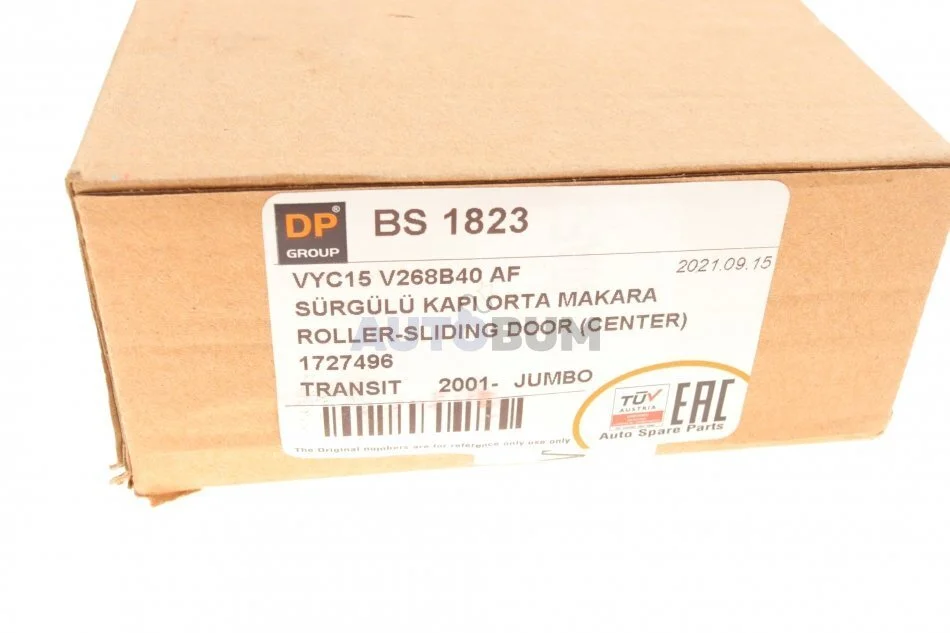 DP®
GROUP
BS 1823
2021.09.15
VYC15 V268B40 AF
SÜRGÜLÜ KAPI ORTA MAKARA
ROLLER-SLIDING DOOR (CENTER)
1727496
TRANSIT 2001- JUMBO
AUTOBUM
TÜV
AUSTRIA
EAC
Auto Spare Parts
The Original numbers are for reference only use only